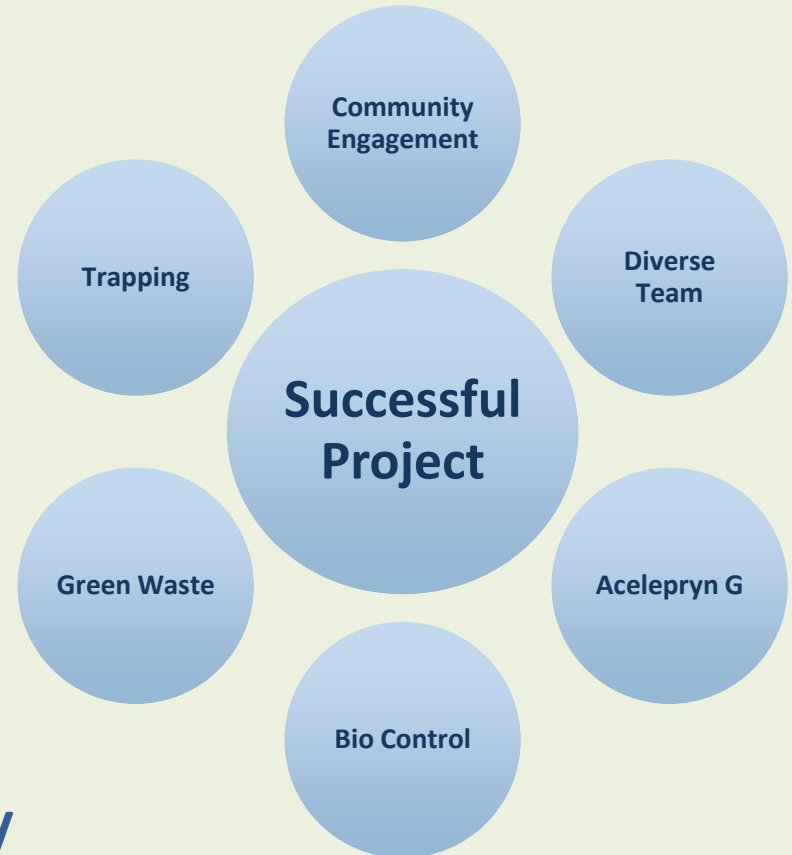 Community
Engagement
Trapping
Diverse
Team
Successful
Project
Green Waste
Acelepryn G
Bio Control